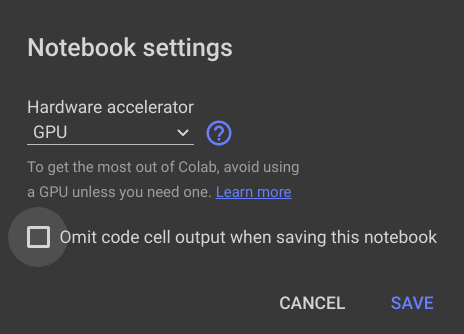 Notebook settings
Hardware accelerator
GPU
?
To get the most out of Colab, avoid using
a GPU unless you need one. Learn more
Omit code cell output when saving this notebook
CANCEL SAVE